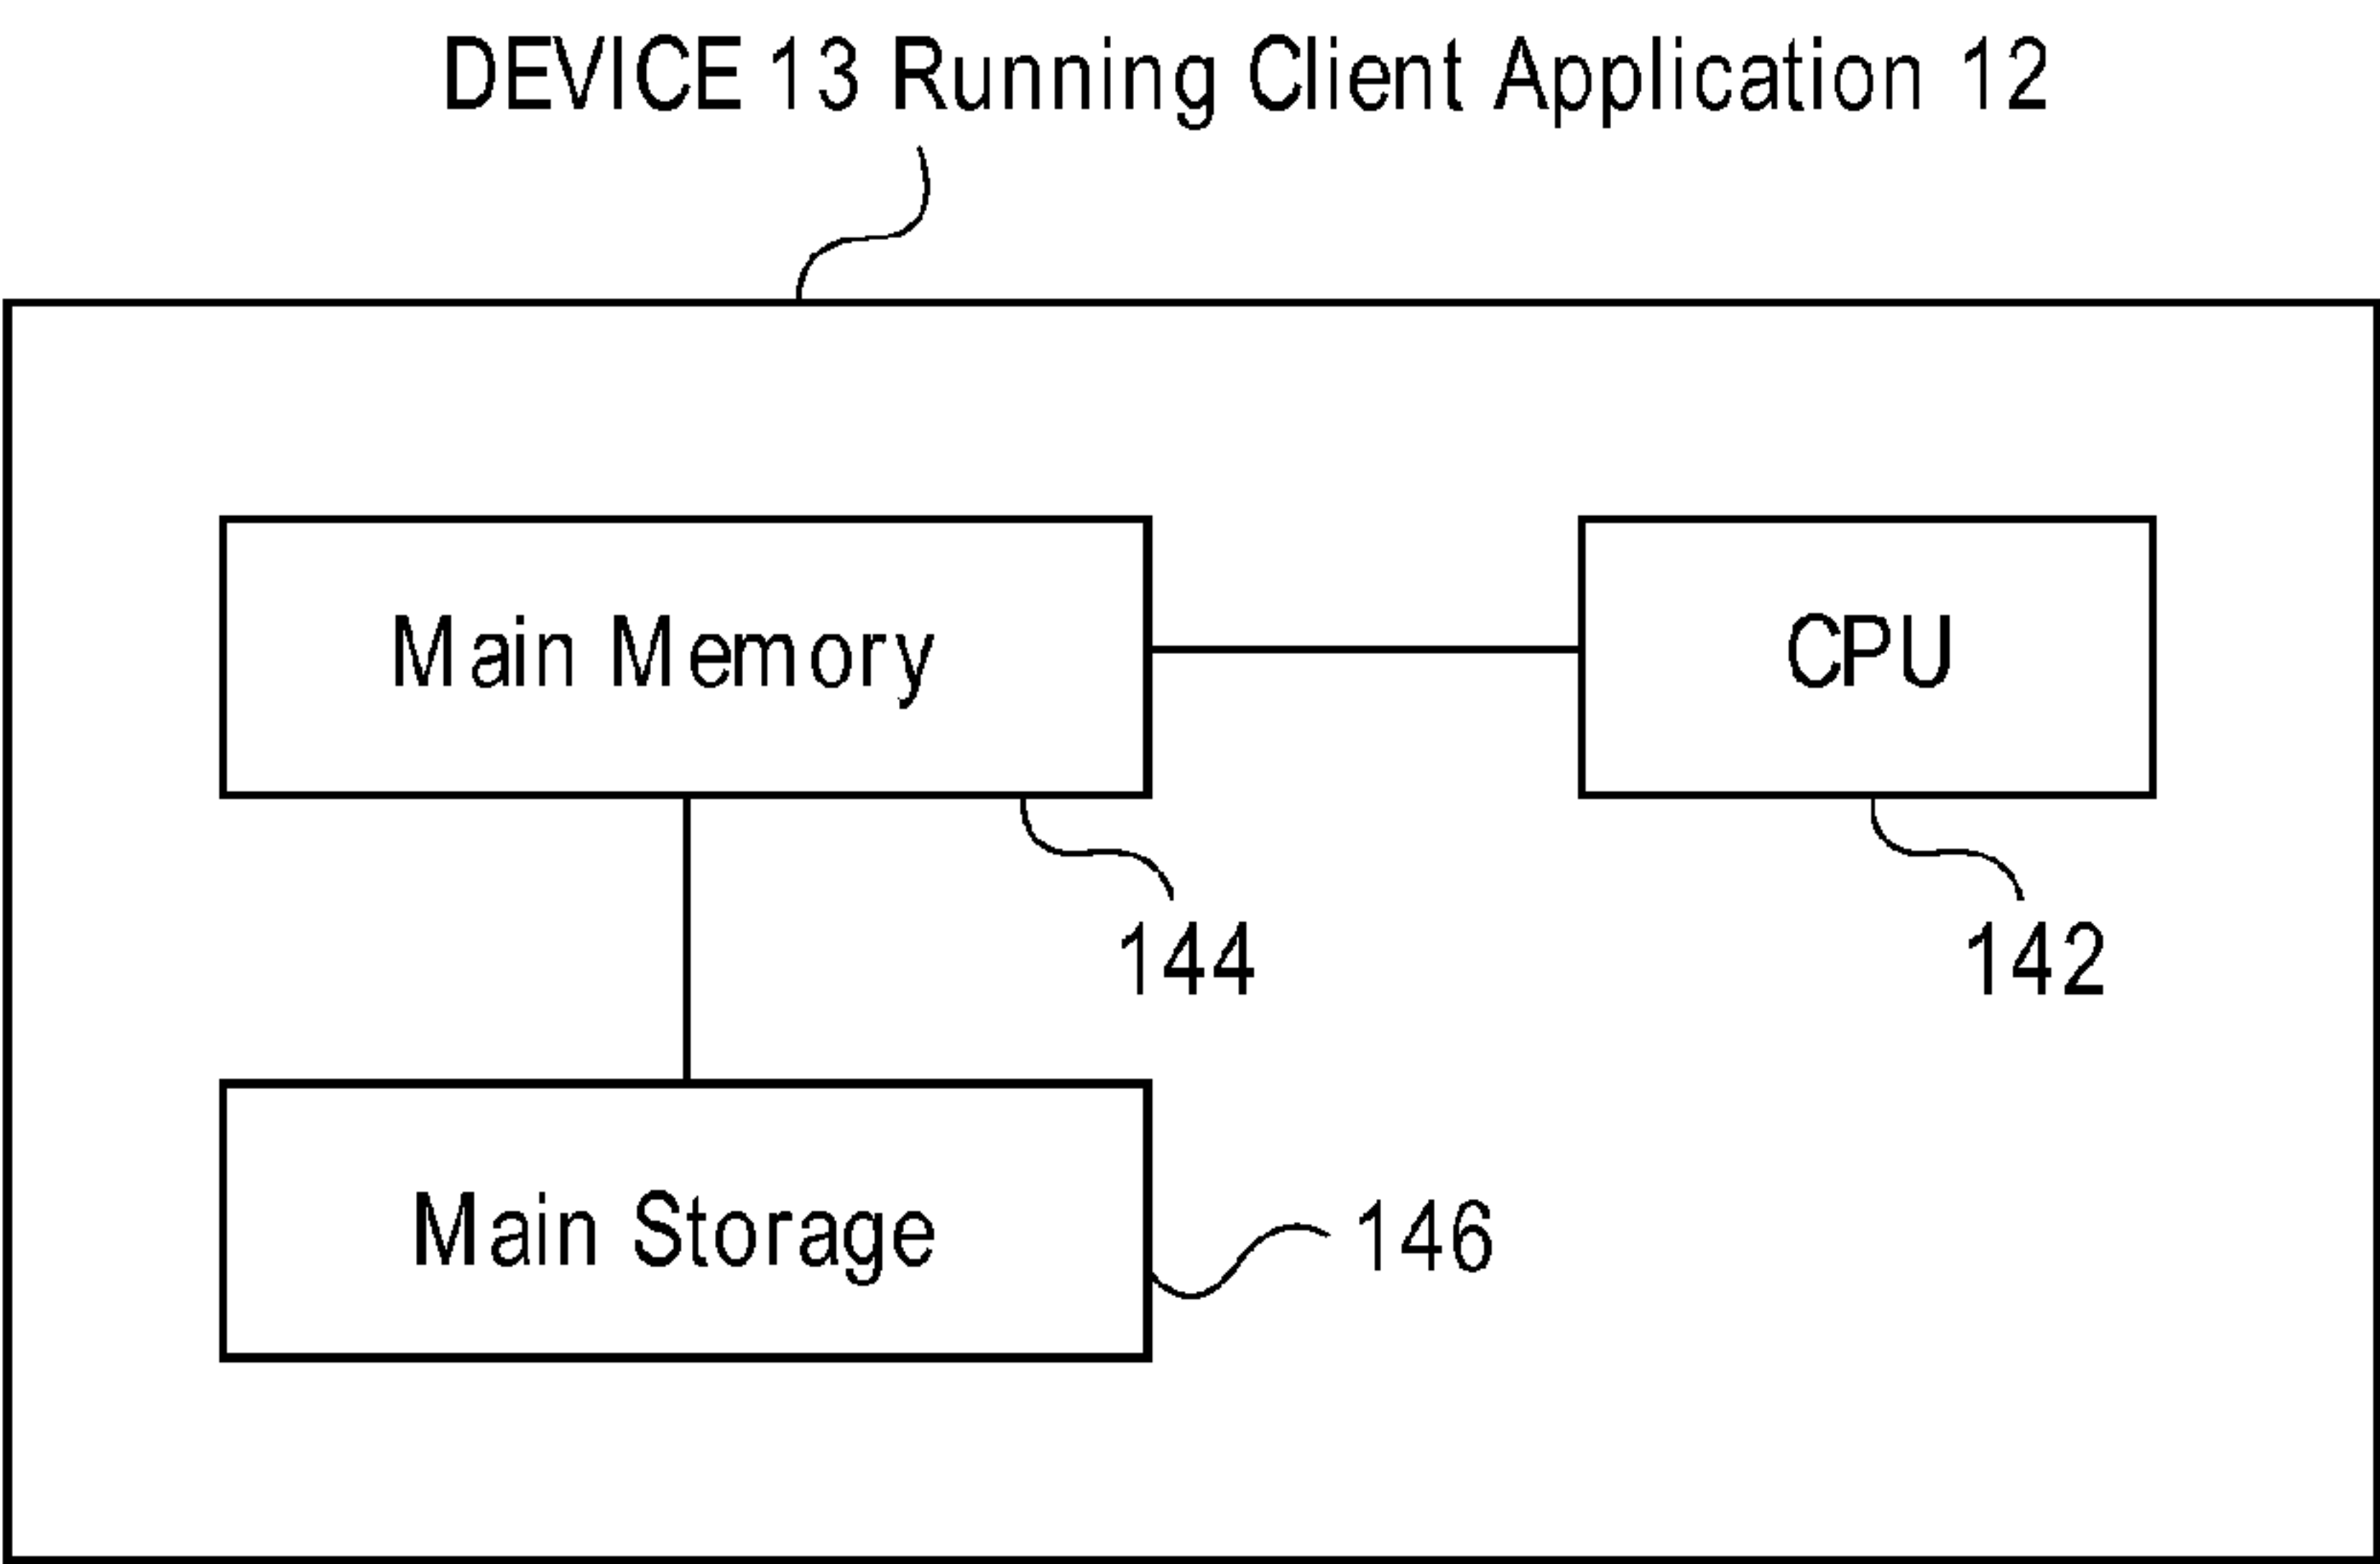 DEVICE 13 Running Client Application 12
Main Memory
CPU
144
142
Main Storage
146